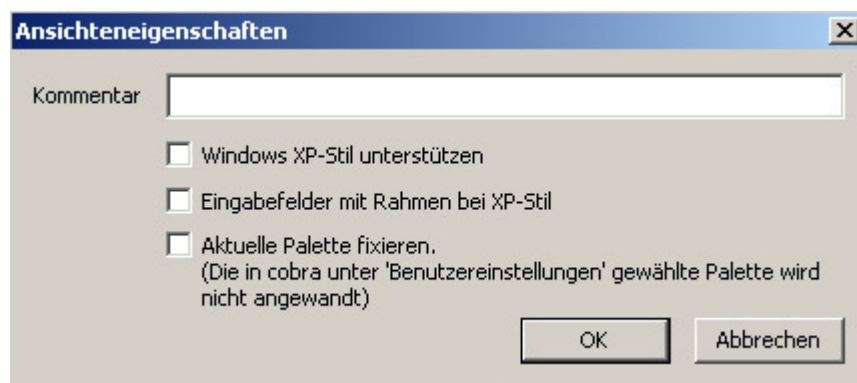 Ansichteneigenschaften
Kommentar
Windows XP-Stil unterstützen
Eingabefelder mit Rahmen bei XP-Stil
Aktuelle Palette fixieren.
(Die in cobra unter 'Benutzereinstellungen' gewählte Palette wird
nicht angewandt)
OK Abbrechen